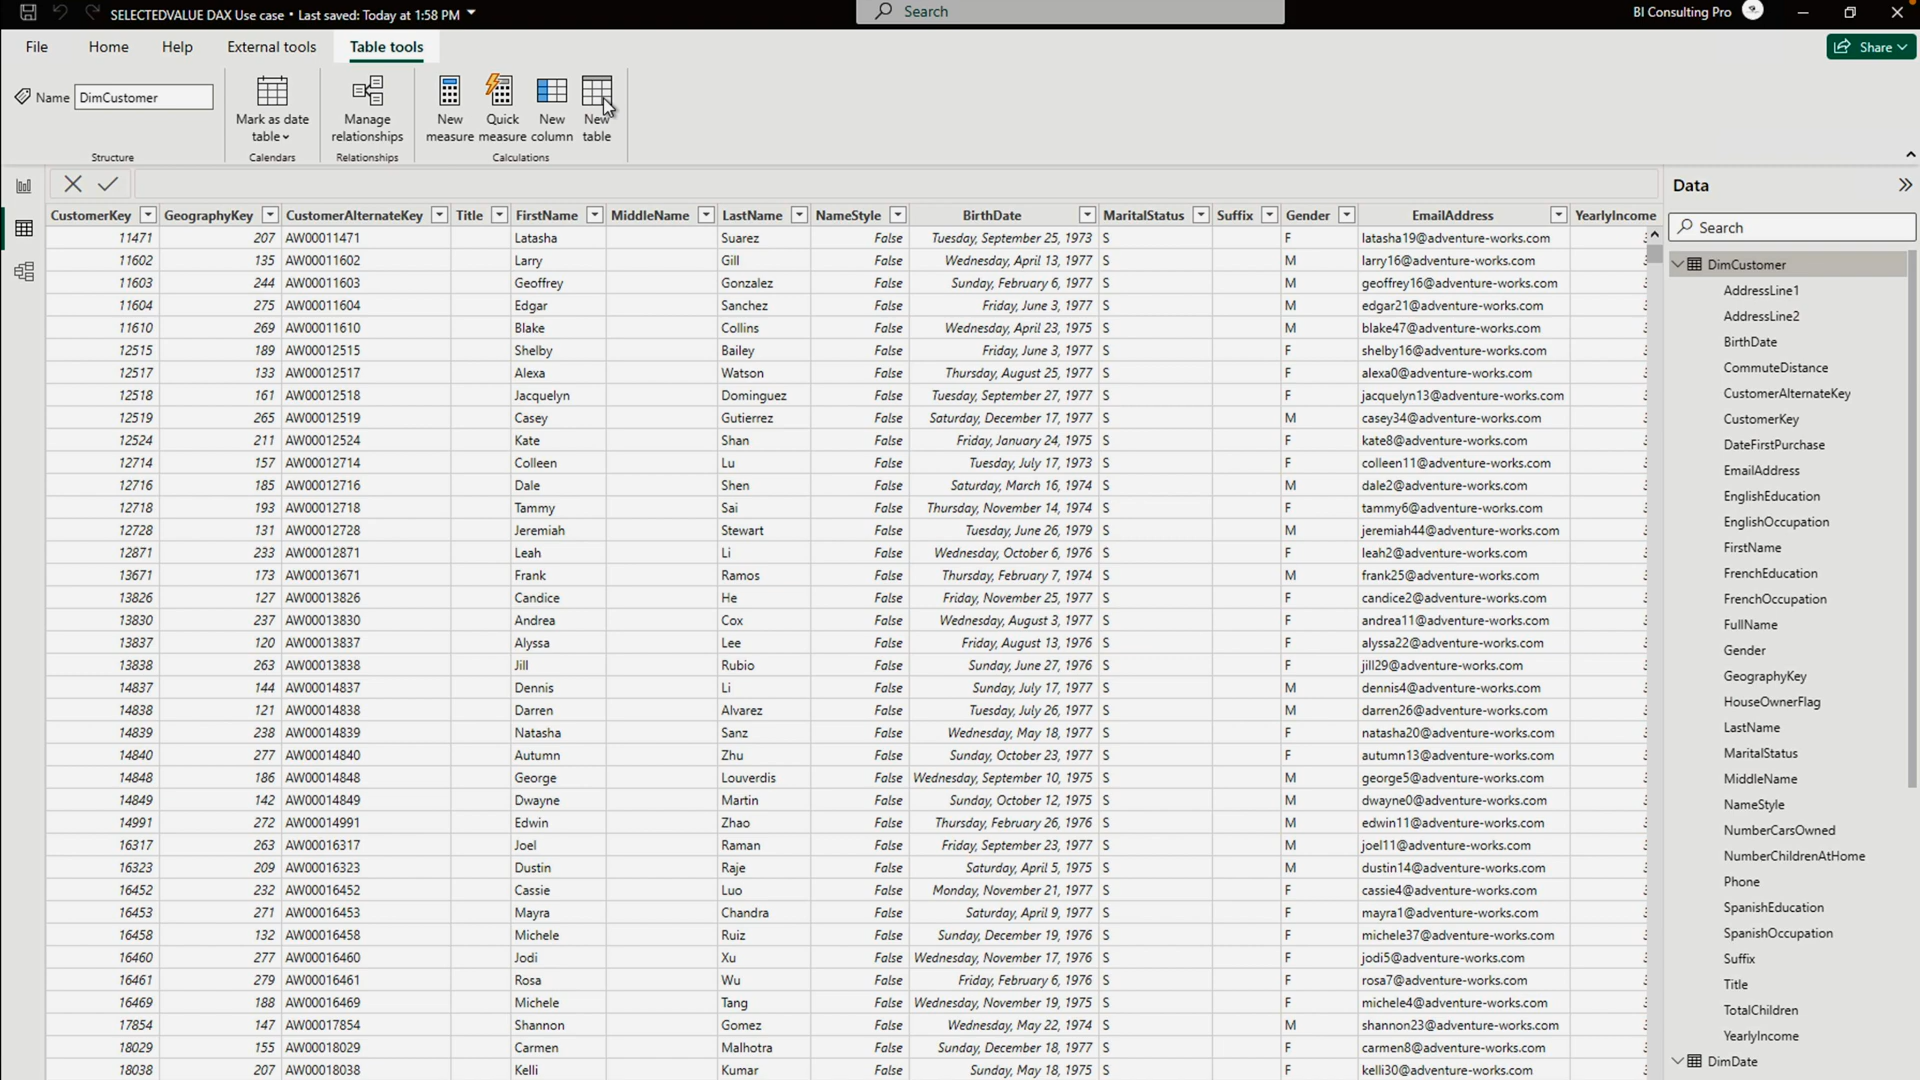 SELECTEDVALUE DAX Use case • Last saved: Today at 1:58 PM
Search
BI Consulting Pro
File Home Help External tools Table tools
Share
Name DimCustomer
Mark as date table
Manage relationships
New measure
Quick measure
New column
New table
Structure Calendars Relationships Calculations
CustomerKey GeographyKey CustomerAlternateKey Title FirstName MiddleName LastName NameStyle BirthDate MaritalStatus Suffix Gender EmailAddress YearlyIncome
11471 207 AW00011471 Latasha Suarez False Tuesday, September 25, 1973 S F latasha19@adventure-works.com
11602 135 AW00011602 Larry Gill False Wednesday, April 13, 1977 S M larry16@adventure-works.com
11603 244 AW00011603 Geoffrey Gonzalez False Sunday, February 6, 1977 S M geoffrey16@adventure-works.com
11604 275 AW00011604 Edgar Sanchez False Friday, June 3, 1977 S M edgar21@adventure-works.com
11610 269 AW00011610 Blake Collins False Wednesday, April 23, 1975 S M blake47@adventure-works.com
12515 189 AW00012515 Shelby Bailey False Friday, June 3, 1977 S F shelby16@adventure-works.com
12517 133 AW00012517 Alexa Watson False Thursday, August 25, 1977 S F alexa0@adventure-works.com
12518 161 AW00012518 Jacquelyn Dominguez False Tuesday, September 27, 1977 S F jacquelyn13@adventure-works.com
12519 265 AW00012519 Casey Gutierrez False Saturday, December 17, 1977 S M casey34@adventure-works.com
12524 211 AW00012524 Kate Shan False Friday, January 24, 1975 S F kate8@adventure-works.com
12714 157 AW00012714 Colleen Lu False Tuesday, July 17, 1973 S F colleen11@adventure-works.com
12716 185 AW00012716 Dale Shen False Saturday, March 16, 1974 S M dale2@adventure-works.com
12718 193 AW00012718 Tammy Sai False Thursday, November 14, 1974 S F tammy6@adventure-works.com
12728 131 AW00012728 Jeremiah Stewart False Tuesday, June 26, 1979 S M jeremiah44@adventure-works.com
12871 233 AW00012871 Leah Li False Wednesday, October 6, 1976 S F leah2@adventure-works.com
13671 173 AW00013671 Frank Ramos False Thursday, February 7, 1974 S M frank25@adventure-works.com
13826 127 AW00013826 Candice He False Friday, November 25, 1977 S F candice2@adventure-works.com
13830 237 AW00013830 Andrea Cox False Wednesday, August 3, 1977 S F andrea11@adventure-works.com
13837 120 AW00013837 Alyssa Lee False Friday, August 13, 1976 S F alyssa22@adventure-works.com
13838 263 AW00013838 Jill Rubio False Sunday, June 27, 1976 S F jill29@adventure-works.com
14837 144 AW00014837 Dennis Li False Sunday, July 17, 1977 S M dennis4@adventure-works.com
14838 121 AW00014838 Darren Alvarez False Tuesday, July 26, 1977 S M darren26@adventure-works.com
14839 238 AW00014839 Natasha Sanz False Wednesday, May 18, 1977 S F natasha20@adventure-works.com
14840 277 AW00014840 Autumn Zhu False Sunday, October 23, 1977 S F autumn13@adventure-works.com
14848 186 AW00014848 George Louverdis False Wednesday, September 10, 1975 S M george5@adventure-works.com
14849 142 AW00014849 Dwayne Martin False Sunday, October 12, 1975 S M dwayne0@adventure-works.com
14991 272 AW00014991 Edwin Zhao False Thursday, February 26, 1976 S M edwin11@adventure-works.com
16317 263 AW00016317 Joel Raman False Friday, September 23, 1977 S M joel11@adventure-works.com
16323 209 AW00016323 Dustin Raje False Saturday, April 5, 1975 S M dustin14@adventure-works.com
16452 232 AW00016452 Cassie Luo False Monday, November 21, 1977 S F cassie4@adventure-works.com
16453 271 AW00016453 Mayra Chandra False Saturday, April 9, 1977 S F mayra1@adventure-works.com
16458 132 AW00016458 Michele Ruiz False Sunday, December 19, 1976 S F michele37@adventure-works.com
16460 277 AW00016460 Jodi Xu False Wednesday, November 17, 1976 S F jodi5@adventure-works.com
16461 279 AW00016461 Rosa Wu False Friday, February 6, 1976 S F rosa7@adventure-works.com
16469 188 AW00016469 Michele Tang False Wednesday, November 19, 1975 S F michele4@adventure-works.com
17854 147 AW00017854 Shannon Gomez False Wednesday, May 22, 1974 S M shannon23@adventure-works.com
18029 155 AW00018029 Carmen Malhotra False Sunday, December 18, 1977 S F carmen8@adventure-works.com
18038 207 AW00018038 Kelli Kumar False Sunday, May 18, 1975 S F kelli30@adventure-works.com
Data
Search
DimCustomer
AddressLine1
AddressLine2
BirthDate
CommuteDistance
CustomerAlternateKey
CustomerKey
DateFirstPurchase
EmailAddress
EnglishEducation
EnglishOccupation
FirstName
FrenchEducation
FrenchOccupation
FullName
Gender
GeographyKey
HouseOwnerFlag
LastName
MaritalStatus
MiddleName
NameStyle
NumberCarsOwned
NumberChildrenAtHome
Phone
SpanishEducation
SpanishOccupation
Suffix
Title
TotalChildren
YearlyIncome
DimDate